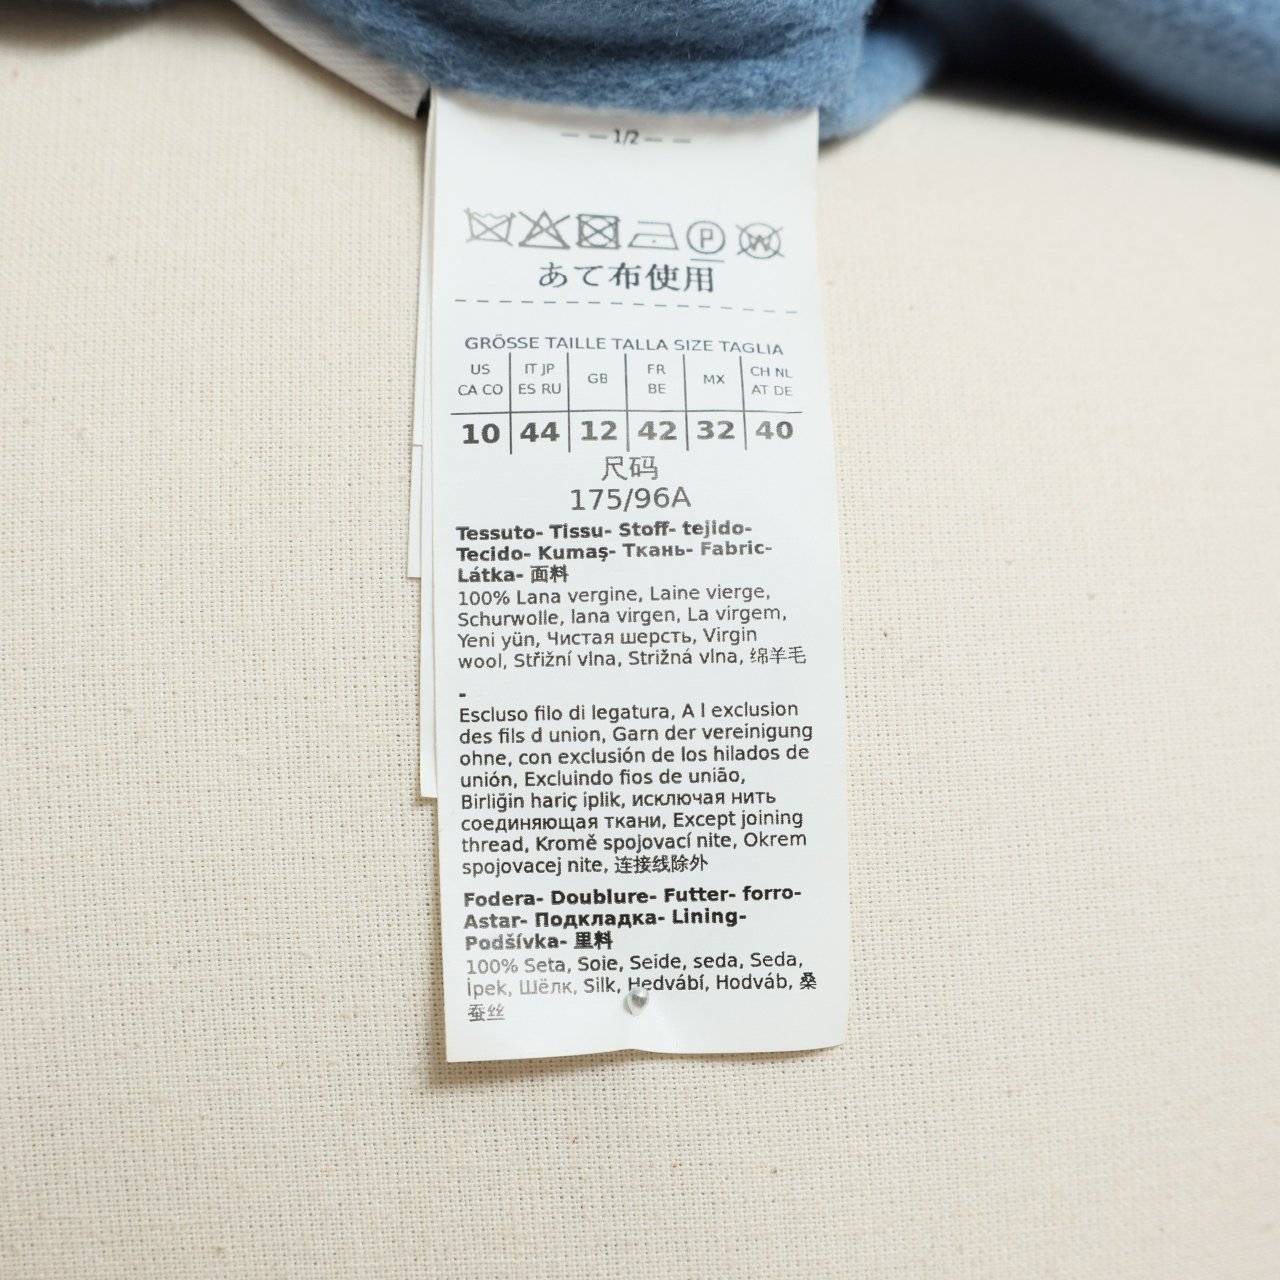 — — 1/2 — —
P W
あて布使用
GRÖSSE TAILLE TALLA SIZE TAGLIA
US CA CO | IT JP ES RU | GB | FR BE | MX | CH NL AT DE
10 | 44 | 12 | 42 | 32 | 40
尺码
175/96A
Tessuto- Tissu- Stoff- tejido-
Tecido- Kumaş- Ткань- Fabric-
Látka- 面料
100% Lana vergine, Laine vierge,
Schurwolle, lana virgen, La virgem,
Yeni yün, Чистая шерсть, Virgin
wool, Střižní vlna, Strižná vlna, 绵羊毛
-
Escluso filo di legatura, A l exclusion
des fils d union, Garn der vereinigung
ohne, con exclusión de los hilados de
unión, Excluindo fios de união,
Birliğin hariç iplik, исключая нить
соединяющая ткани, Except joining
thread, Kromě spojovací nite, Okrem
spojovacej nite, 连接线除外
Fodera- Doublure- Futter- forro-
Astar- Подкладка- Lining-
Podšívka- 里料
100% Seta, Soie, Seide, seda, Seda,
İpek, Шёлк, Silk, Hedvábí, Hodváb, 桑
蚕丝